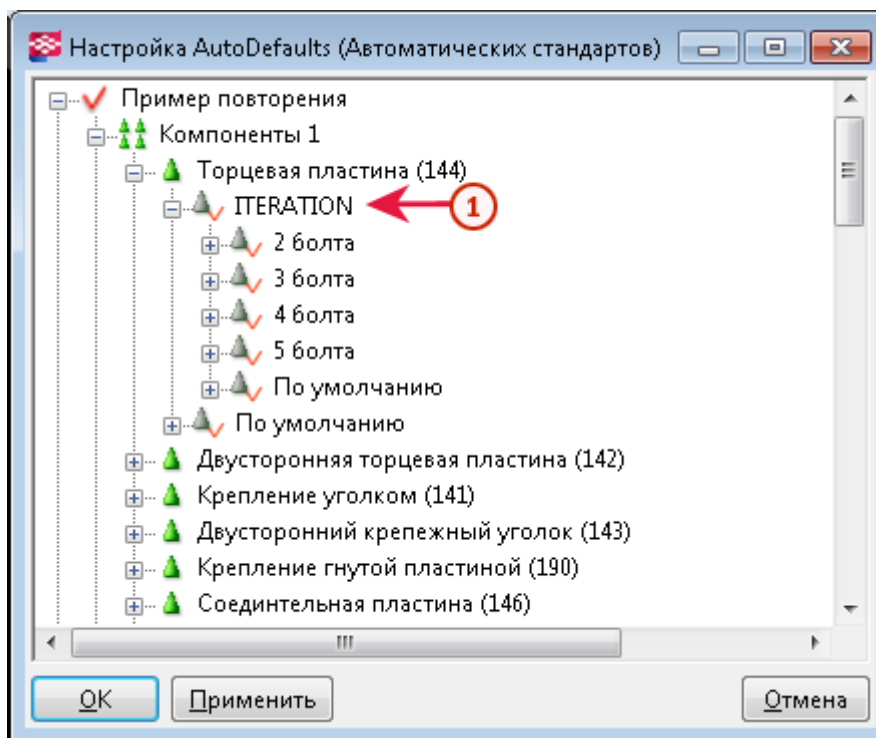 Настройка AutoDefaults (Автоматических стандартов)
Пример повторения
Компоненты 1
Торцевая пластина (144)
ITERATION
1
2 болта
3 болта
4 болта
5 болта
По умолчанию
По умолчанию
Двусторонняя торцевая пластина (142)
Крепление уголком (141)
Двусторонний крепежный уголок (143)
Крепление гнутой пластиной (190)
Соединтельная пластина (146)
OK
Применить
Отмена